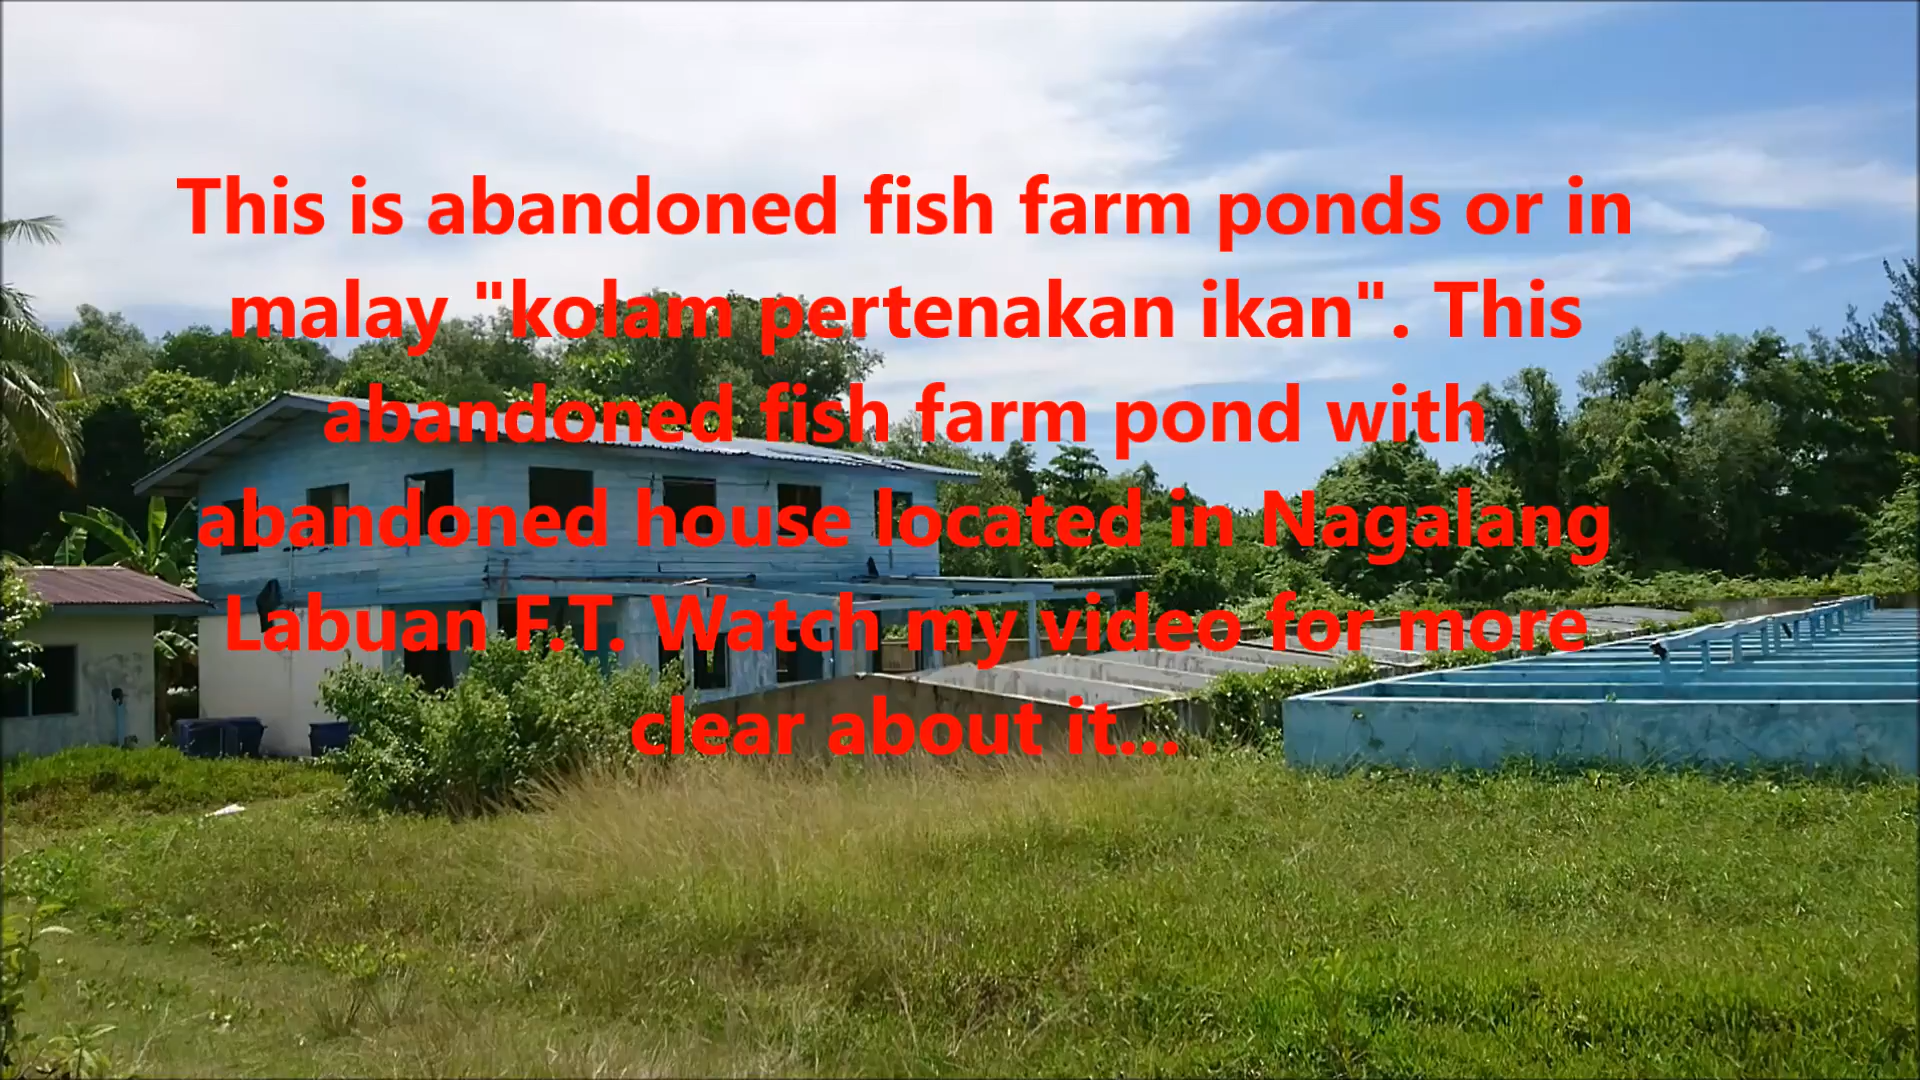 This is abandoned fish farm ponds or in
malay "kolam pertenakan ikan". This
abandoned fish farm pond with
abandoned house located in Nagalang
Labuan F.T. Watch my video for more
clear about it...